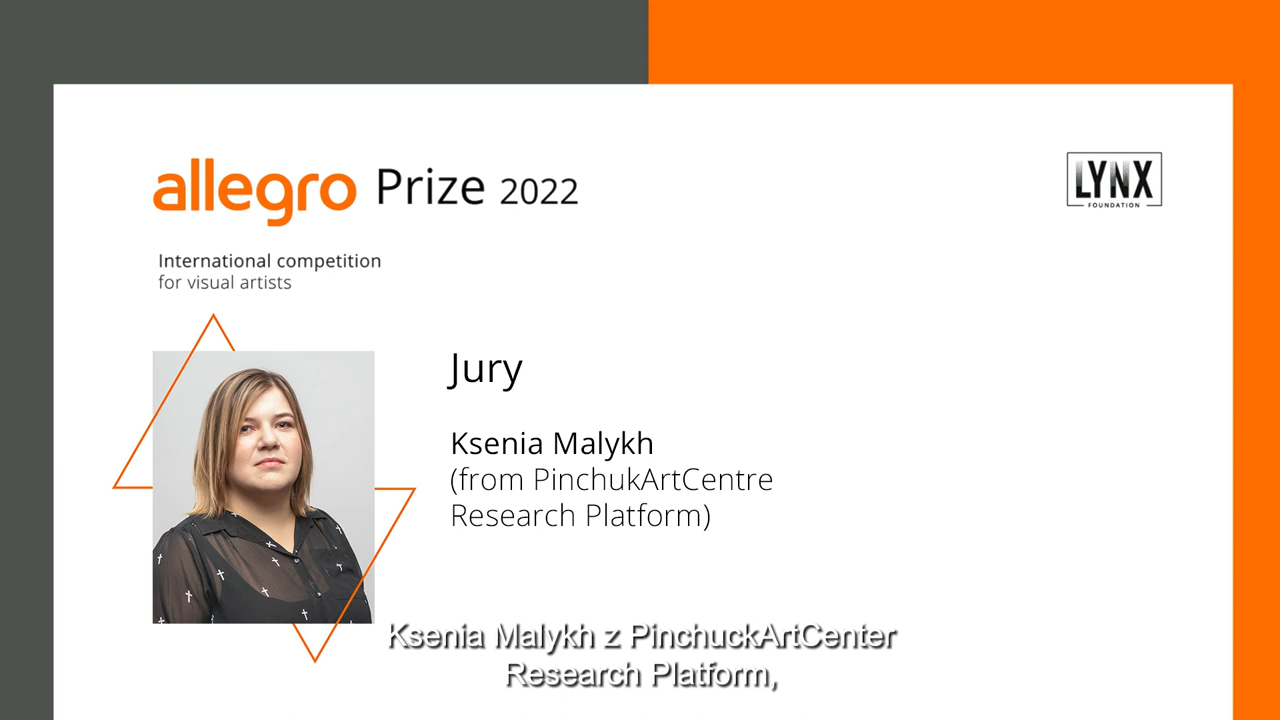 allegro Prize 2022
LYNX
FOUNDATION
International competition
for visual artists
Jury
Ksenia Malykh
(from PinchukArtCentre
Research Platform)
Ksenia Malykh z PinchuckArtCenter
Research Platform,